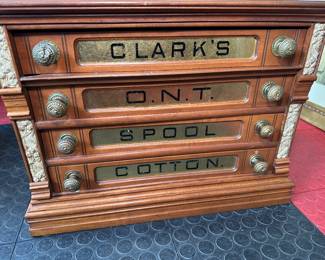 CLARK'S
O.N.T.
SPOOL
COTTON.